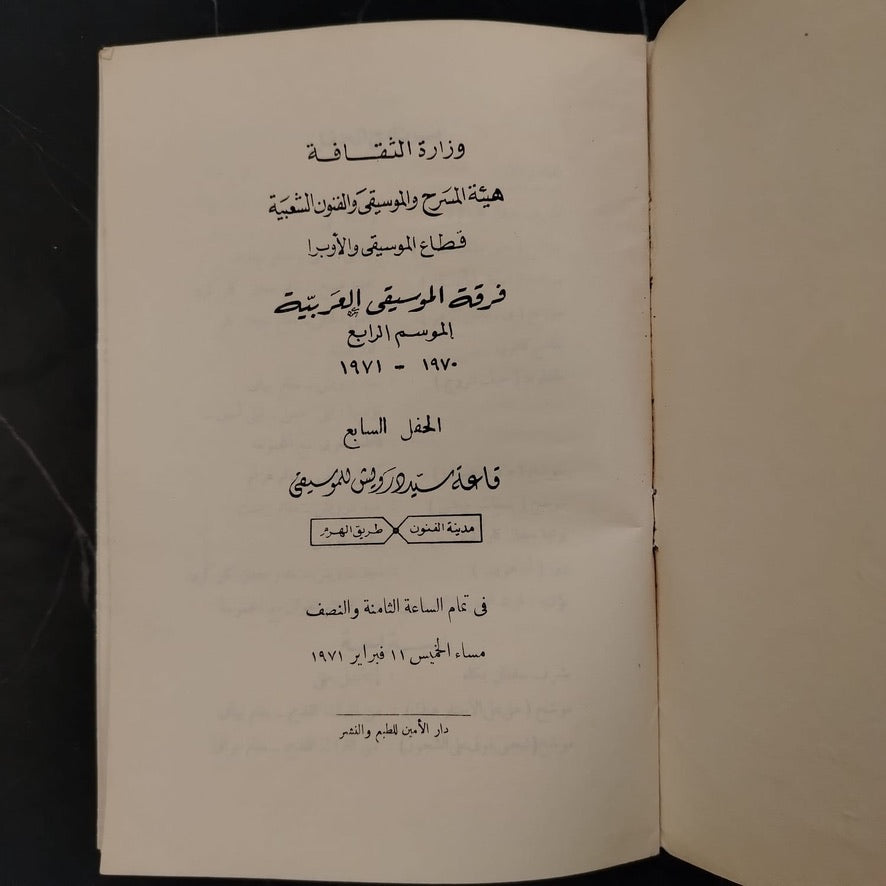 وزارة الثقافة
هيئة المسرح والموسيقى والفنون الشعبية
قطاع الموسيقى والأوبرا
فرقة الموسيقى العربية
الموسم الرابع
١٩٧٠ - ١٩٧١
الحفل السابع
قاعة سيد درويش للموسيقى
مدينة الفنون طريق الهرم
فى تمام الساعة الثامنة والنصف
مساء الخميس ١١ فبراير ١٩٧١
دار الأمين للطبع والنشر